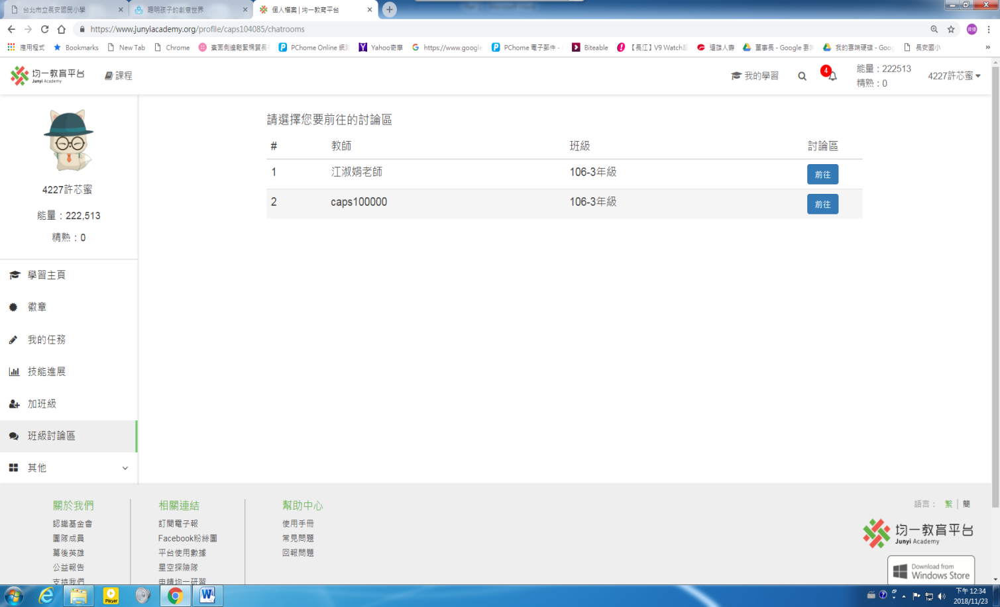 台北市立長安國民小學
聰明孩子的創意世界
個人檔案 | 均一教育平台
https://www.junyiacademy.org/profile/caps104085/chatrooms
應用程式
Bookmarks
New Tab
Chrome
PChome Online 網
Yahoo奇摩
https://www.google
PChome 電子郵件 -
Biteable
【長江】V9 Watch
遠雄人壽
董事長 - Google 雲
我的雲端硬碟 - Goo
長安國小
»
均一教育平台
Junyi Academy
課程
我的學習
4
能量：222513
精熟：0
4227許芯蜜
4227許芯蜜
能量：222,513
精熟：0
學習主頁
徽章
我的任務
技能進展
加班級
班級討論區
其他
請選擇您要前往的討論區
# 教師 班級 討論區
1 江淑娟老師 106-3年級 前往
2 caps100000 106-3年級 前往
關於我們
認識基金會
團隊成員
幕後英雄
公益報告
支持我們
相關連結
訂閱電子報
Facebook粉絲團
平台使用數據
星空探險隊
申請均一研習
幫助中心
使用手冊
常見問題
回報問題
語言： 繁 | 簡
均一教育平台
Junyi Academy
Download from
Windows Store
Player
下午 12:34
2018/11/23